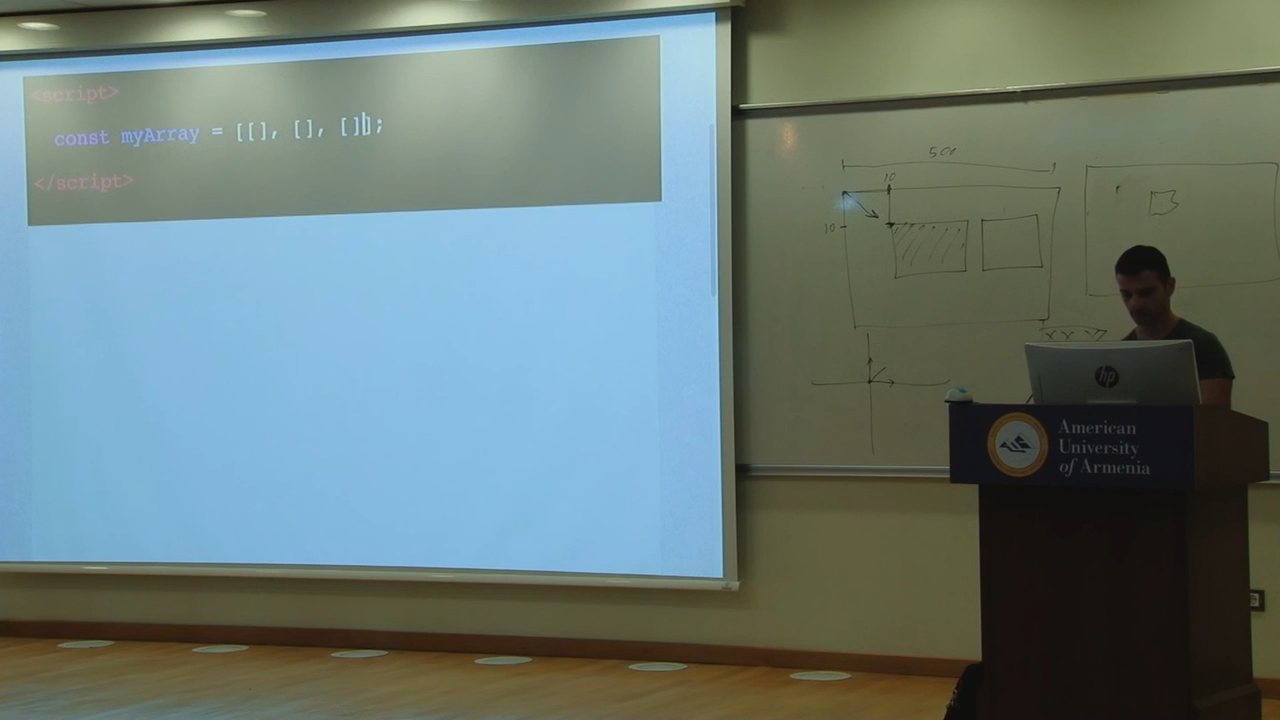 <script>
const myArray = [[], [], []];
</script>
500
10
10
x x
hp
American
University
of Armenia